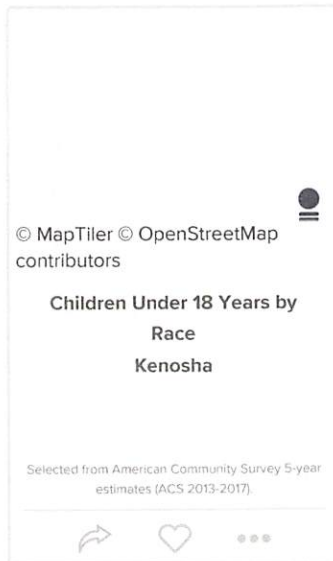 © MapTiler © OpenStreetMap
contributors
Children Under 18 Years by
Race
Kenosha
Selected from American Community Survey 5-year
estimates (ACS 2013-2017).